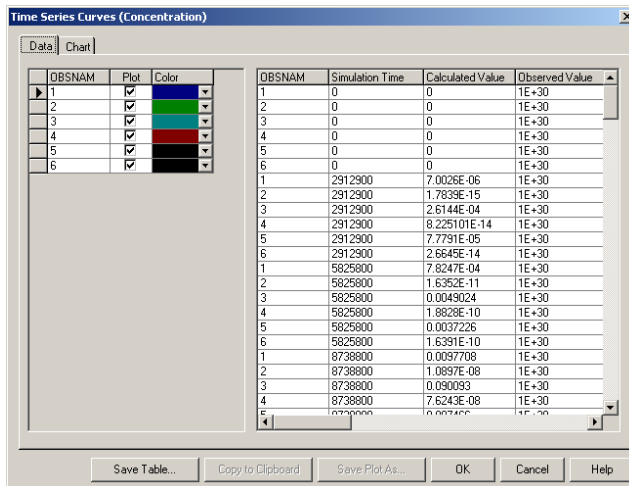 Time Series Curves (Concentration)
Data Chart
OBSNAM Plot Color
1
2
3
4
5
6
OBSNAM Simulation Time Calculated Value Observed Value
1 0 0 1E+30
2 0 0 1E+30
3 0 0 1E+30
4 0 0 1E+30
5 0 0 1E+30
6 0 0 1E+30
1 2912900 7.0026E-06 1E+30
2 2912900 1.7839E-15 1E+30
3 2912900 2.6144E-04 1E+30
4 2912900 8.225101E-14 1E+30
5 2912900 7.7791E-05 1E+30
6 2912900 2.6645E-14 1E+30
1 5825800 7.8247E-04 1E+30
2 5825800 1.6352E-11 1E+30
3 5825800 0.0049024 1E+30
4 5825800 1.8828E-10 1E+30
5 5825800 0.0037226 1E+30
6 5825800 1.6391E-10 1E+30
1 8738800 0.0097708 1E+30
2 8738800 1.0897E-08 1E+30
3 8738800 0.090093 1E+30
4 8738800 7.6243E-08 1E+30
Save Table... Copy to Clipboard Save Plot As... OK Cancel Help